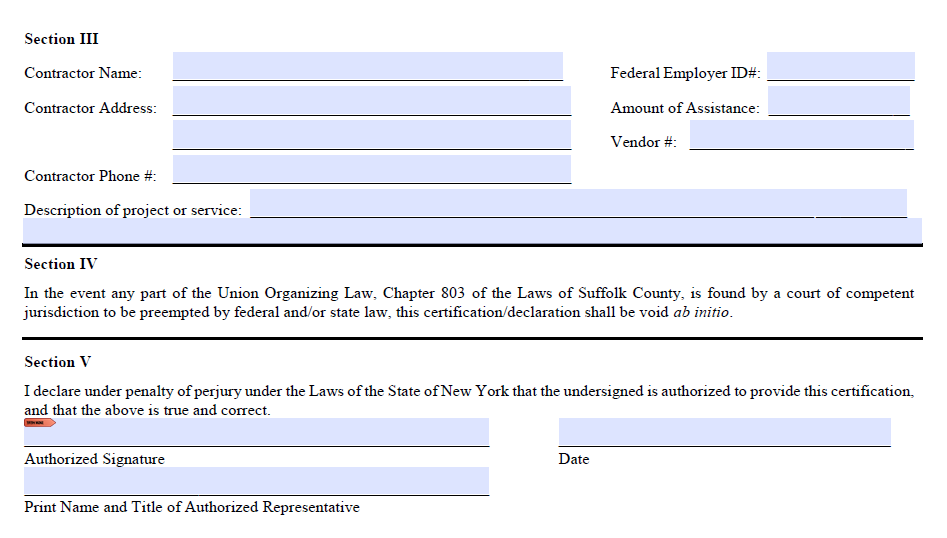 Section III
Contractor Name:
Federal Employer ID#:
Contractor Address:
Amount of Assistance:
Vendor #:
Contractor Phone #:
Description of project or service:
Section IV
In the event any part of the Union Organizing Law, Chapter 803 of the Laws of Suffolk County, is found by a court of competent
jurisdiction to be preempted by federal and/or state law, this certification/declaration shall be void ab initio.
Section V
I declare under penalty of perjury under the Laws of the State of New York that the undersigned is authorized to provide this certification,
and that the above is true and correct.
Authorized Signature
Date
Print Name and Title of Authorized Representative